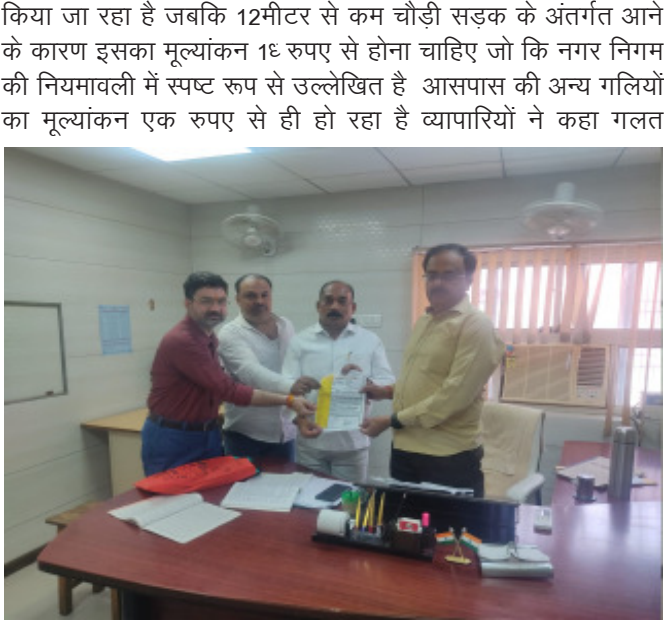 किया जा रहा है जबकि 12मीटर से कम चौड़ी सड़क के अंतर्गत आने
के कारण इसका मूल्यांकन 1६ रुपए से होना चाहिए जो कि नगर निगम
की नियमावली में स्पष्ट रूप से उल्लेखित है आसपास की अन्य गलियों
का मूल्यांकन एक रुपए से ही हो रहा है व्यापारियों ने कहा गलत